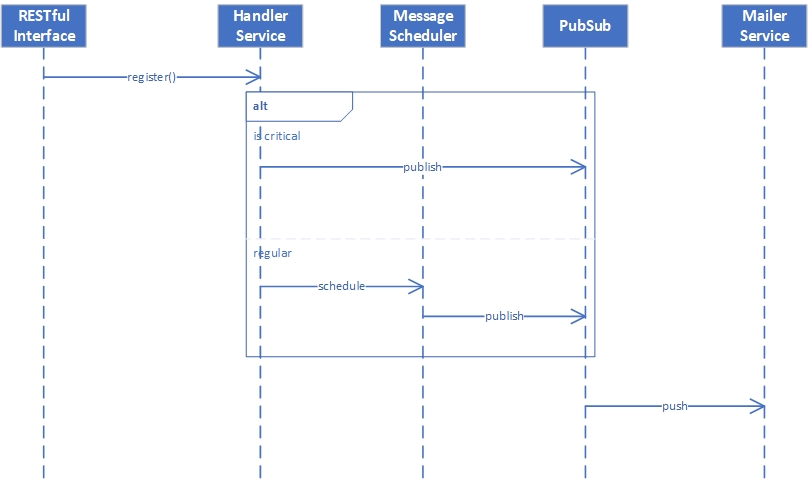 RESTful
Interface
Handler
Service
Message
Scheduler
PubSub
Mailer
Service
register()
alt
is critical
publish
regular
schedule
publish
push